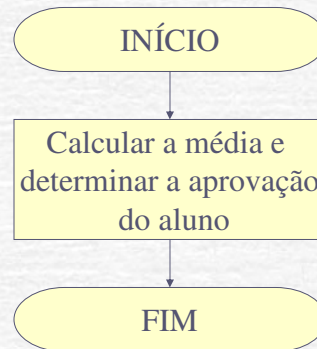 INÍCIO
Calcular a média e
determinar a aprovação
do aluno
FIM